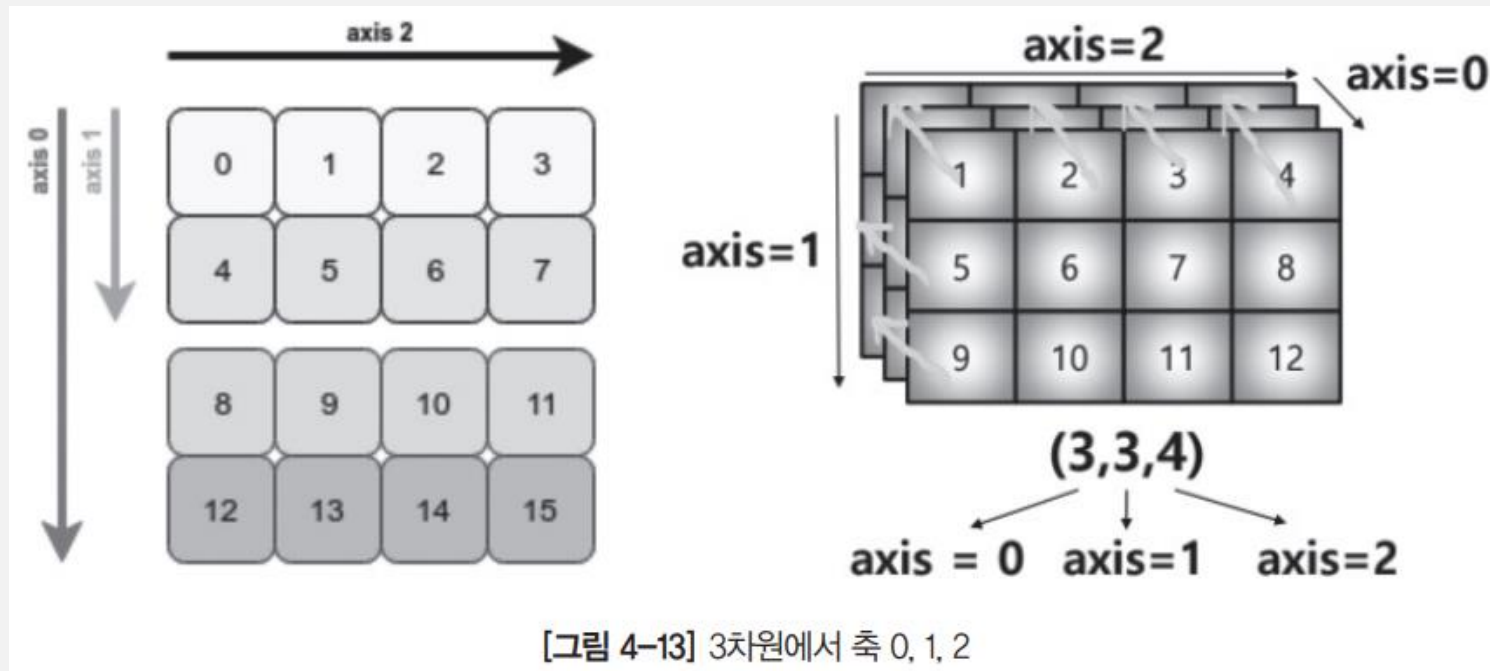 axis 2
axis 0
axis 1
0 1 2 3
4 5 6 7
8 9 10 11
12 13 14 15
axis=2
axis=0
axis=1
1 2 3 4
5 6 7 8
9 10 11 12
(3,3,4)
axis = 0 axis=1 axis=2
[그림 4-13] 3차원에서 축 0, 1, 2